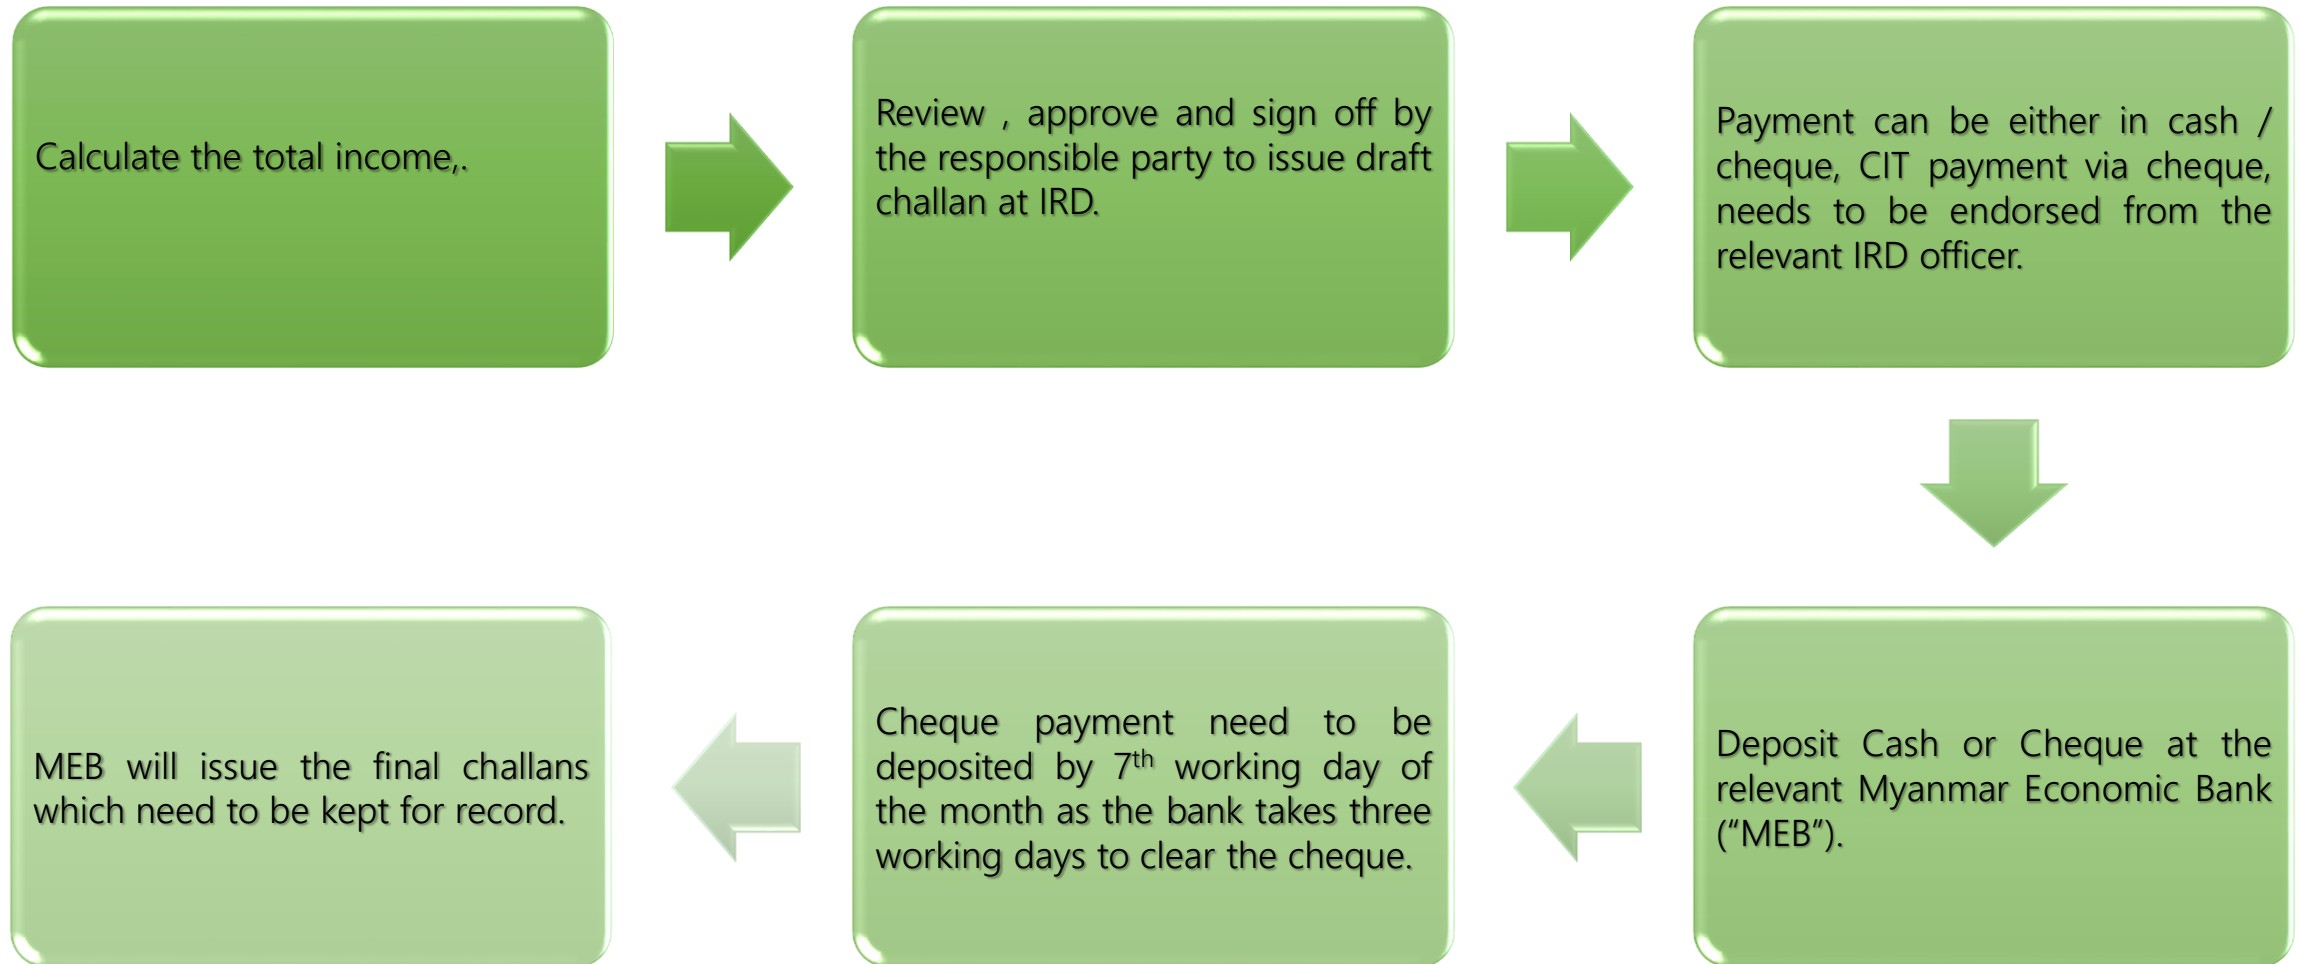 Calculate the total income,.
Review , approve and sign off by
the responsible party to issue draft
challan at IRD.
Payment can be either in cash /
cheque, CIT payment via cheque,
needs to be endorsed from the
relevant IRD officer.
Deposit Cash or Cheque at the
relevant Myanmar Economic Bank
(“MEB”).
Cheque payment need to be
deposited by 7th working day of
the month as the bank takes three
working days to clear the cheque.
MEB will issue the final challans
which need to be kept for record.